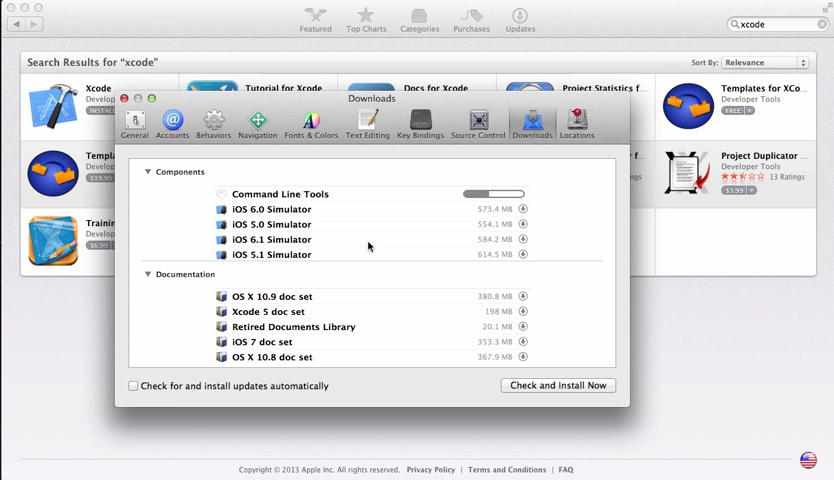 xcode
Featured Top Charts Categories Purchases Updates
Search Results for “xcode”
Sort By: Relevance
Xcode
Tutorial for Xcode
Docs for Xcode
Project Statistics f...
Templates for XCo...
Developer Tools
FREE
Downloads
General Accounts Behaviors Navigation Fonts & Colors Text Editing Key Bindings Source Control Downloads Locations
Components
Command Line Tools
iOS 6.0 Simulator 573.4 MB
iOS 5.0 Simulator 554.1 MB
iOS 6.1 Simulator 584.2 MB
iOS 5.1 Simulator 614.5 MB
Documentation
OS X 10.9 doc set 380.8 MB
Xcode 5 doc set 198 MB
Retired Documents Library 20.1 MB
iOS 7 doc set 353.3 MB
OS X 10.8 doc set 367.9 MB
Check for and install updates automatically
Check and Install Now
Develop
INSTAL
Templa
Develop
$19.99
Project Duplicator ...
Developer Tools
13 Ratings
$3.99
Trainin
Develop
$6.99
Copyright © 2013 Apple Inc. All rights reserved. Privacy Policy | Terms and Conditions | FAQ